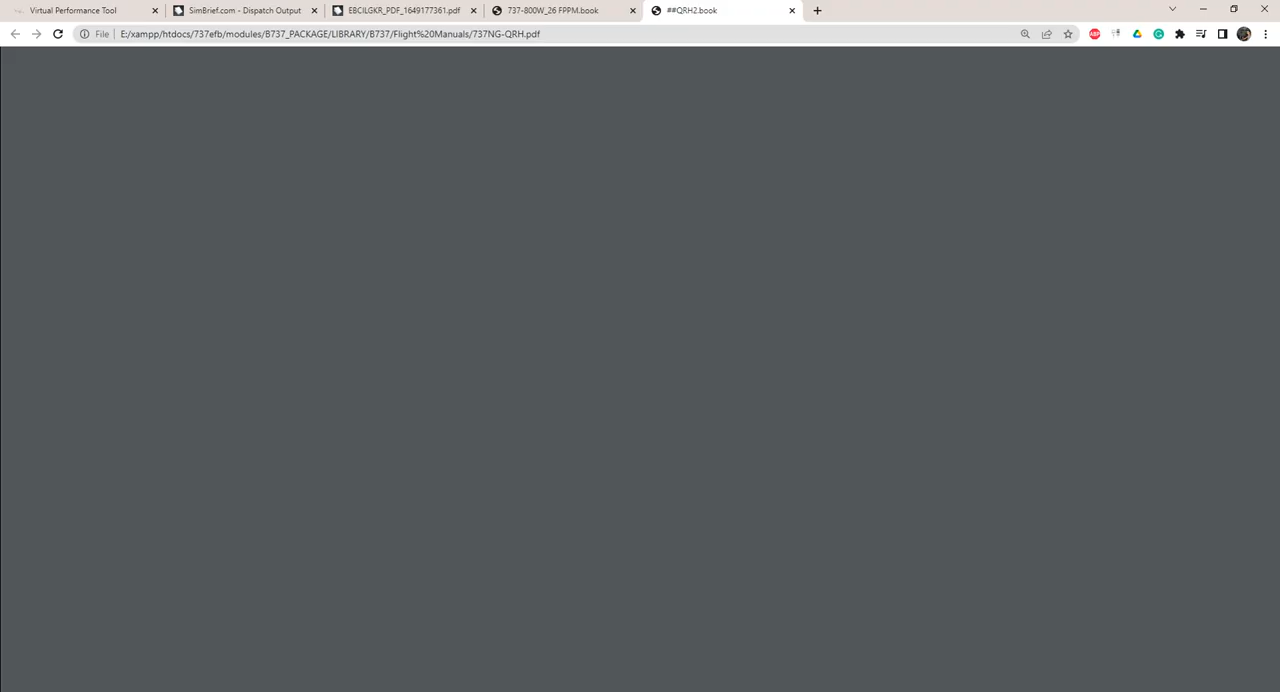 Virtual Performance Tool
SimBrief.com - Dispatch Output
EBCILGKR_PDF_1649177361.pdf
737-800W_26 FPPM.book
##QRH2.book
File
E:/xampp/htdocs/737efb/modules/B737_PACKAGE/LIBRARY/B737/Flight%20Manuals/737NG-QRH.pdf
ABP